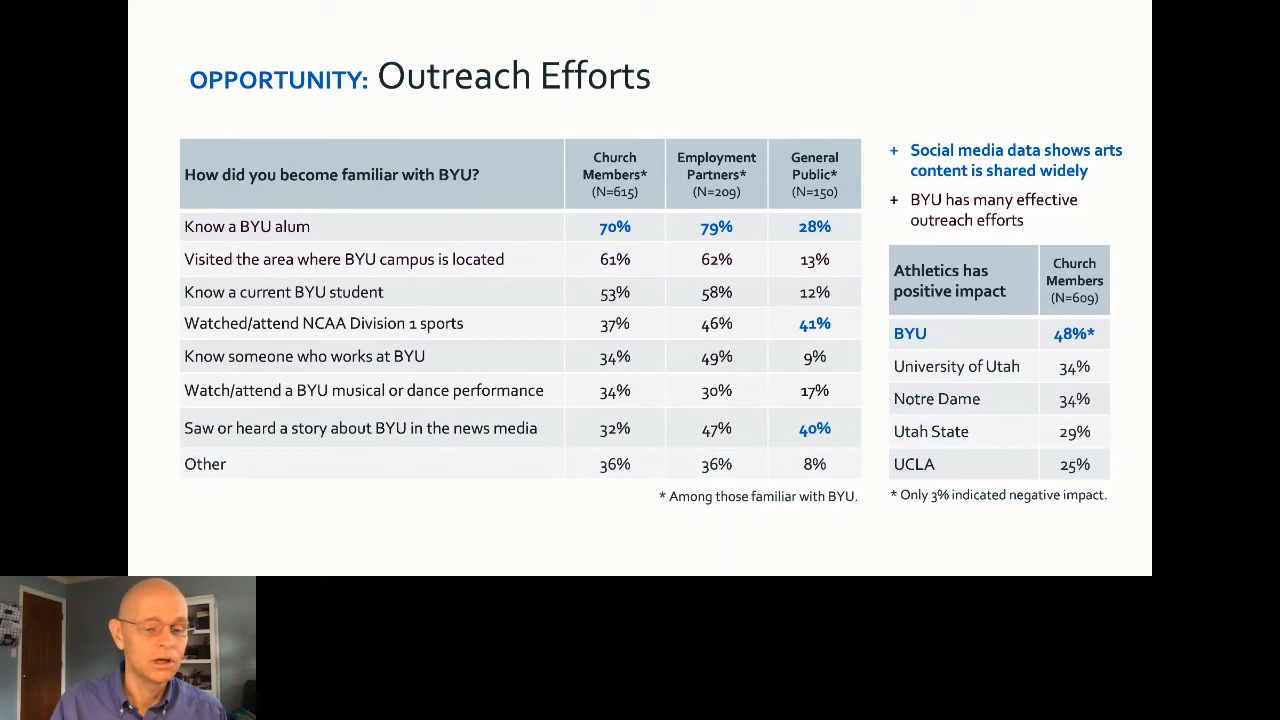 OPPORTUNITY: Outreach Efforts
How did you become familiar with BYU? Church Members* (N=615) Employment Partners* (N=209) General Public* (N=150)
Know a BYU alum 70% 79% 28%
Visited the area where BYU campus is located 61% 62% 13%
Know a current BYU student 53% 58% 12%
Watched/attend NCAA Division 1 sports 37% 46% 41%
Know someone who works at BYU 34% 49% 9%
Watch/attend a BYU musical or dance performance 34% 30% 17%
Saw or heard a story about BYU in the news media 32% 47% 40%
Other 36% 36% 8%
* Among those familiar with BYU.
+ Social media data shows arts
content is shared widely
+ BYU has many effective
outreach efforts
Athletics has positive impact Church Members (N=609)
BYU 48%*
University of Utah 34%
Notre Dame 34%
Utah State 29%
UCLA 25%
* Only 3% indicated negative impact.